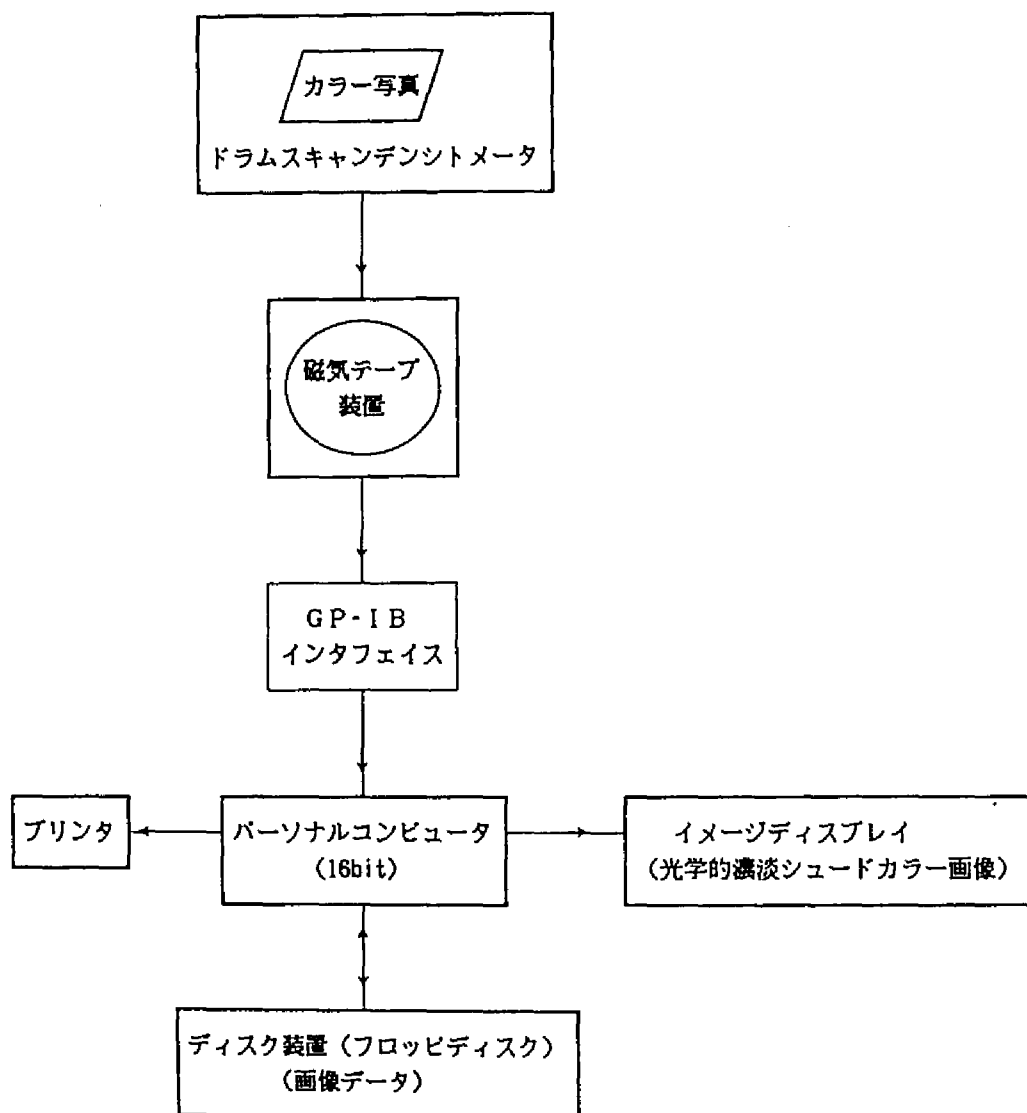 カラー写真
ドラムスキャンデンシトメータ
磁気テープ
装置
GP-IB
インタフェイス
プリンタ
パーソナルコンピュータ
(16bit)
イメージディスプレイ
(光学的濃淡シュードカラー画像)
ディスク装置(フロッピディスク)
(画像データ)